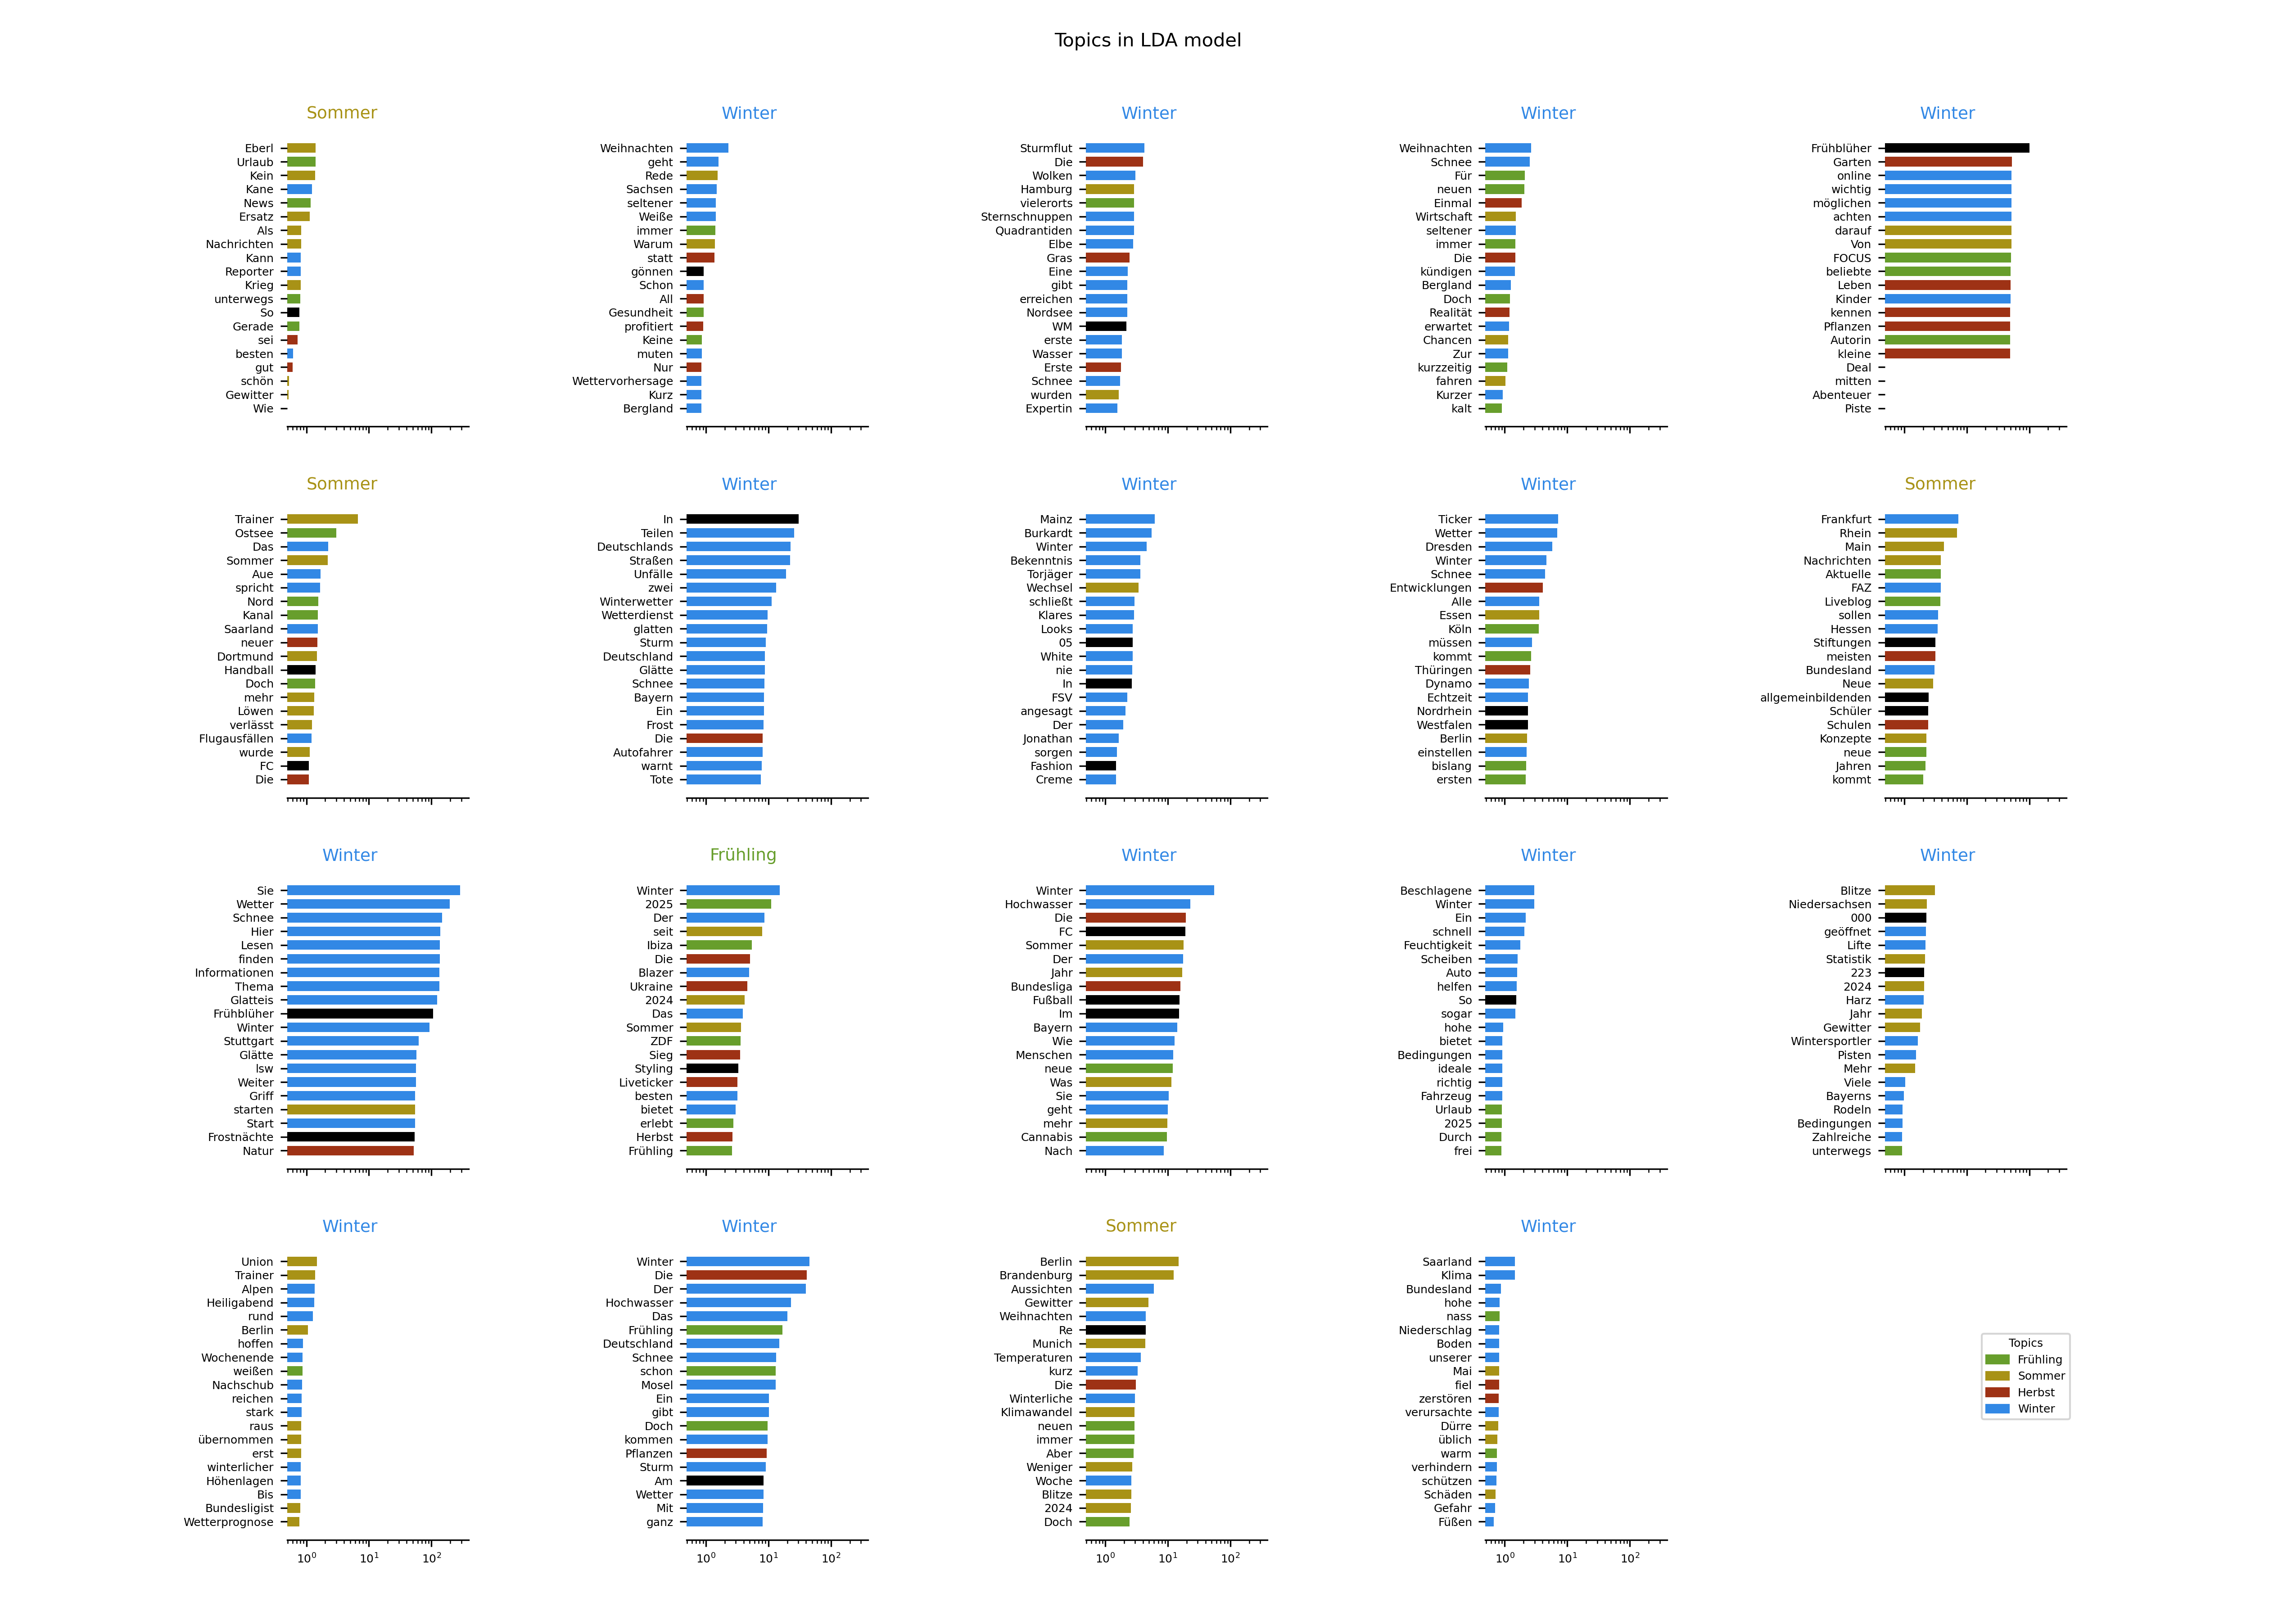 Topics in LDA model
Sommer
Eberl
Urlaub
Kein
Kane
News
Ersatz
Als
Nachrichten
Kann
Reporter
Krieg
unterwegs
So
Gerade
sei
besten
gut
schön
Gewitter
Wie
Winter
Weihnachten
geht
Rede
Sachsen
seltener
Weiße
immer
Warum
statt
gönnen
Schon
All
Gesundheit
profitiert
Keine
muten
Nur
Wettervorhersage
Kurz
Bergland
Winter
Sturmflut
Die
Wolken
Hamburg
vielerorts
Sternschnuppen
Quadrantiden
Elbe
Gras
Eine
gibt
erreichen
Nordsee
WM
erste
Wasser
Erste
Schnee
wurden
Expertin
Winter
Weihnachten
Schnee
Für
neuen
Einmal
Wirtschaft
seltener
immer
Die
kündigen
Bergland
Doch
Realität
erwartet
Chancen
Zur
kurzzeitig
fahren
Kurzer
kalt
Winter
Frühblüher
Garten
online
wichtig
möglichen
achten
darauf
Von
FOCUS
beliebte
Leben
Kinder
kennen
Pflanzen
Autorin
kleine
Deal
mitten
Abenteuer
Piste
Sommer
Trainer
Ostsee
Das
Sommer
Aue
spricht
Nord
Kanal
Saarland
neuer
Dortmund
Handball
Doch
mehr
Löwen
verlässt
Flugausfällen
wurde
FC
Die
Winter
In
Teilen
Deutschlands
Straßen
Unfälle
zwei
Winterwetter
Wetterdienst
glatten
Sturm
Deutschland
Glätte
Schnee
Bayern
Ein
Frost
Die
Autofahrer
warnt
Tote
Winter
Mainz
Burkardt
Winter
Bekenntnis
Torjäger
Wechsel
schließt
Klares
Looks
05
White
nie
In
FSV
angesagt
Der
Jonathan
sorgen
Fashion
Creme
Winter
Ticker
Wetter
Dresden
Winter
Schnee
Entwicklungen
Alle
Essen
Köln
müssen
kommt
Thüringen
Dynamo
Echtzeit
Nordrhein
Westfalen
Berlin
einstellen
bislang
ersten
Sommer
Frankfurt
Rhein
Main
Nachrichten
Aktuelle
FAZ
Liveblog
sollen
Hessen
Stiftungen
meisten
Bundesland
Neue
allgemeinbildenden
Schüler
Schulen
Konzepte
neue
Jahren
kommt
Winter
Sie
Wetter
Schnee
Hier
Lesen
finden
Informationen
Thema
Glatteis
Frühblüher
Winter
Stuttgart
Glätte
lsw
Weiter
Griff
starten
Start
Frostnächte
Natur
Frühling
Winter
2025
Der
seit
Ibiza
Die
Blazer
Ukraine
2024
Das
Sommer
ZDF
Sieg
Styling
Liveticker
besten
bietet
erlebt
Herbst
Frühling
Winter
Winter
Hochwasser
Die
FC
Sommer
Der
Jahr
Bundesliga
Fußball
Im
Bayern
Wie
Menschen
neue
Was
Sie
geht
mehr
Cannabis
Nach
Winter
Beschlagene
Winter
Ein
schnell
Feuchtigkeit
Scheiben
Auto
helfen
So
sogar
hohe
bietet
Bedingungen
ideale
richtig
Fahrzeug
Urlaub
2025
Durch
frei
Winter
Blitze
Niedersachsen
000
geöffnet
Lifte
Statistik
223
2024
Harz
Jahr
Gewitter
Wintersportler
Pisten
Mehr
Viele
Bayerns
Rodeln
Bedingungen
Zahlreiche
unterwegs
Winter
Union
Trainer
Alpen
Heiligabend
rund
Berlin
hoffen
Wochenende
weißen
Nachschub
reichen
stark
raus
übernommen
erst
winterlicher
Höhenlagen
Bis
Bundesligist
Wetterprognose
10⁰ 10¹ 10²
Winter
Winter
Die
Der
Hochwasser
Das
Frühling
Deutschland
Schnee
schon
Mosel
Ein
gibt
Doch
kommen
Pflanzen
Sturm
Am
Wetter
Mit
ganz
10⁰ 10¹ 10²
Sommer
Berlin
Brandenburg
Aussichten
Gewitter
Weihnachten
Re
Munich
Temperaturen
kurz
Die
Winterliche
Klimawandel
neuen
immer
Aber
Weniger
Woche
Blitze
2024
Doch
10⁰ 10¹ 10²
Winter
Saarland
Klima
Bundesland
hohe
nass
Niederschlag
Boden
unserer
Mai
fiel
zerstören
verursachte
Dürre
üblich
warm
verhindern
schützen
Schäden
Gefahr
Füßen
10⁰ 10¹ 10²
Topics
Frühling
Sommer
Herbst
Winter